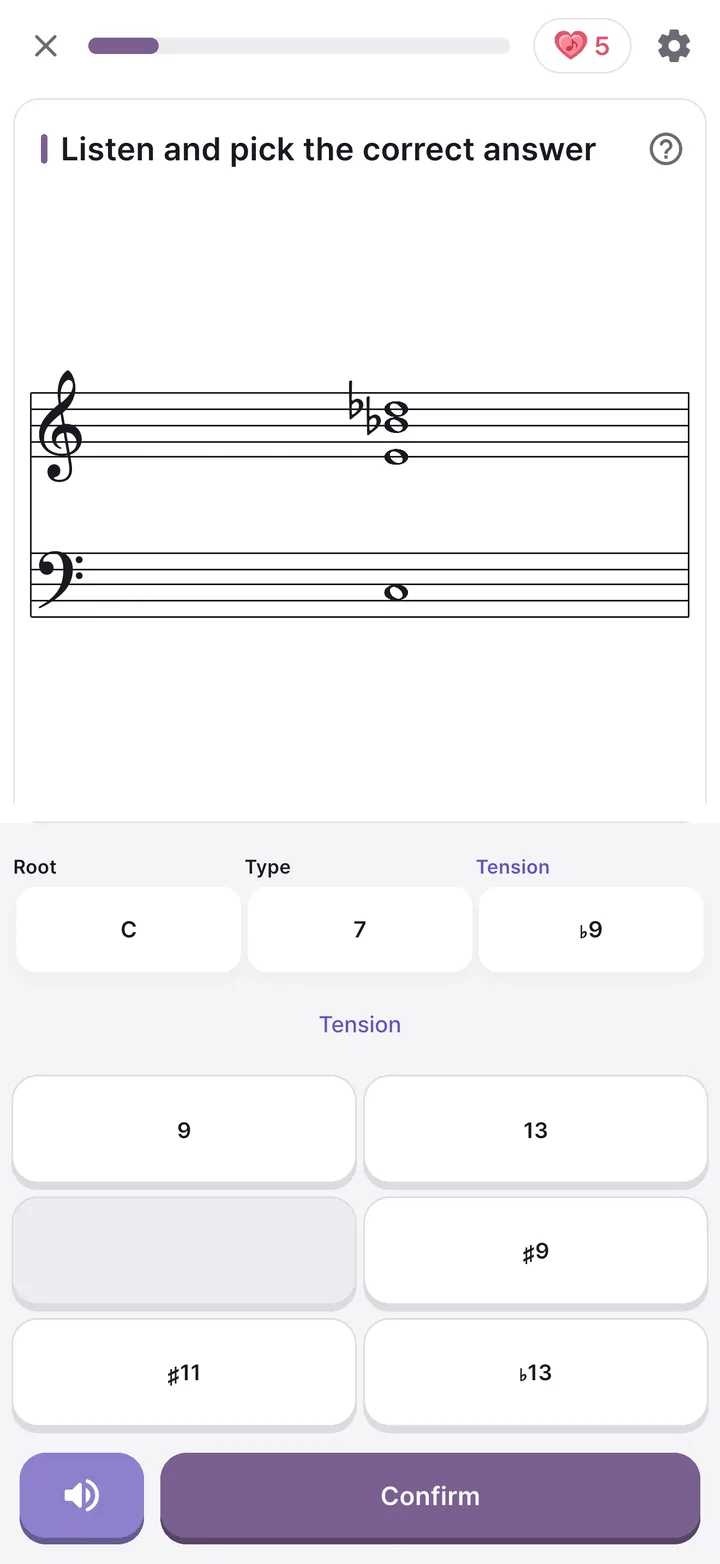 5
Listen and pick the correct answer
Root Type Tension
C 7 ♭9
Tension
9 13
♯9
♯11 ♭13
Confirm